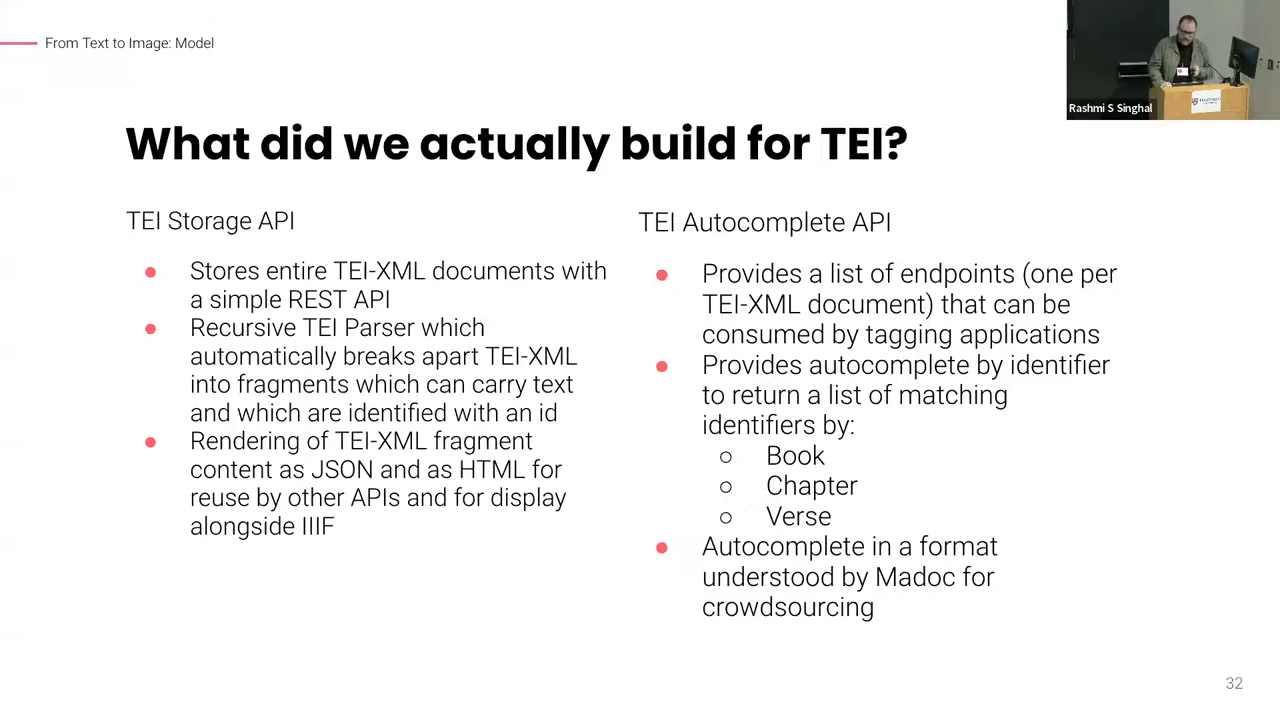 From Text to Image: Model
Rashmi S Singhal
What did we actually build for TEI?
TEI Storage API
● Stores entire TEI-XML documents with
a simple REST API
● Recursive TEI Parser which
automatically breaks apart TEI-XML
into fragments which can carry text
and which are identified with an id
● Rendering of TEI-XML fragment
content as JSON and as HTML for
reuse by other APIs and for display
alongside IIIF
TEI Autocomplete API
● Provides a list of endpoints (one per
TEI-XML document) that can be
consumed by tagging applications
● Provides autocomplete by identifier
to return a list of matching
identifiers by:
○ Book
○ Chapter
○ Verse
● Autocomplete in a format
understood by Madoc for
crowdsourcing
32